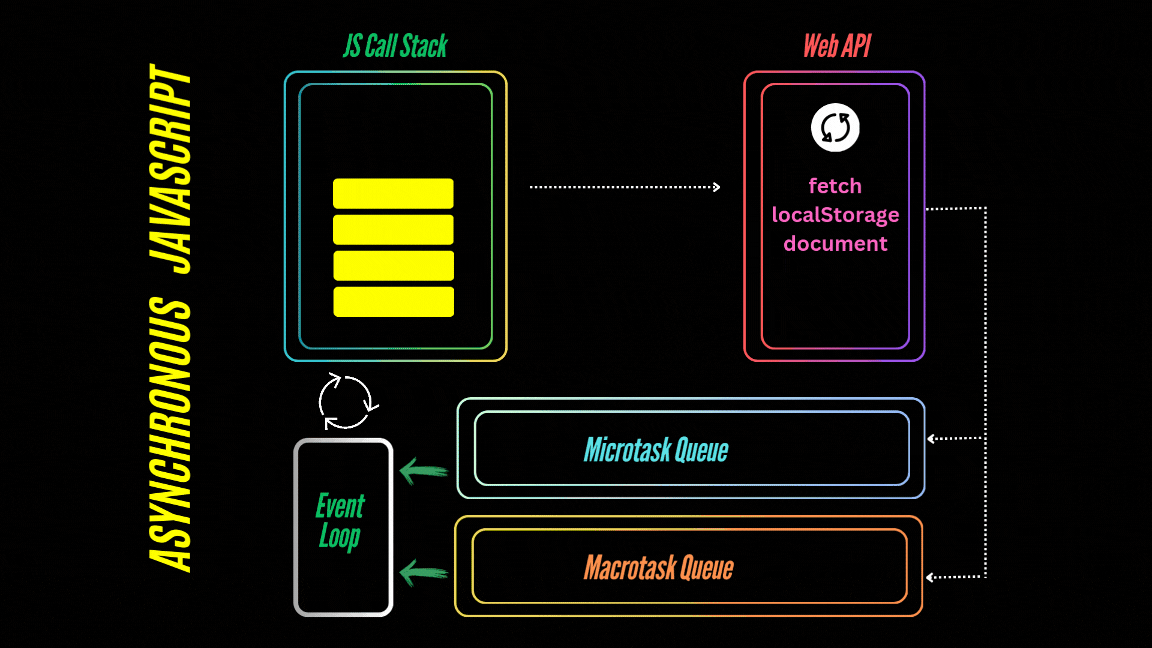 ASYNCHRONOUS JAVASCRIPT
JS Call Stack
Web API
fetch
localStorage
document
Microtask Queue
Event
Loop
Macrotask Queue